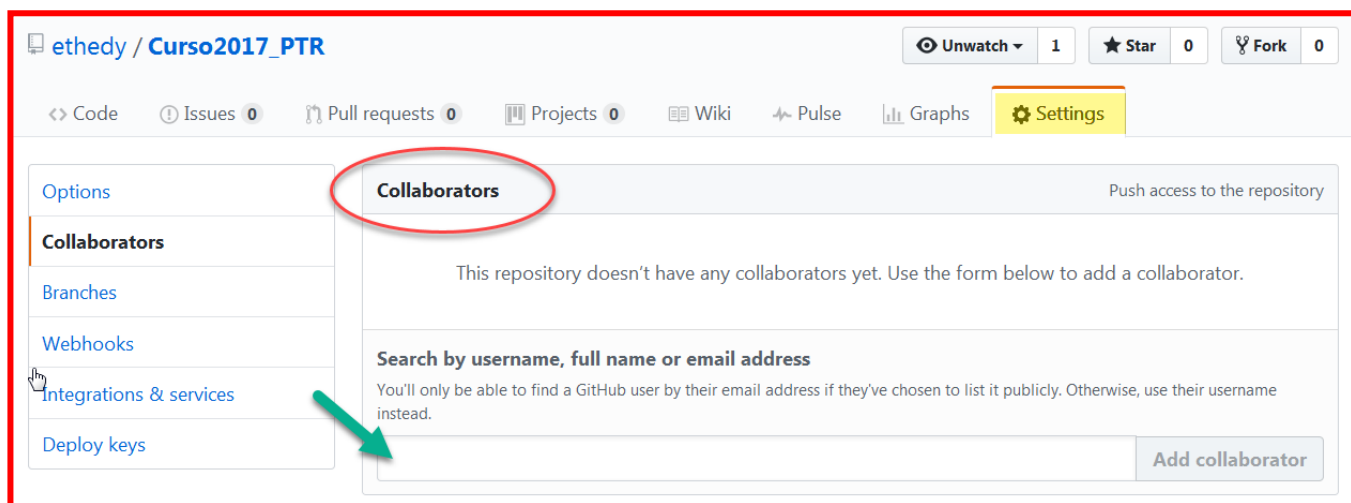 ethedy / Curso2017_PTR
Unwatch 1 Star 0 Fork 0
Code Issues 0 Pull requests 0 Projects 0 Wiki Pulse Graphs Settings
Options
Collaborators
Branches
Webhooks
Integrations & services
Deploy keys
Collaborators Push access to the repository
This repository doesn't have any collaborators yet. Use the form below to add a collaborator.
Search by username, full name or email address
You'll only be able to find a GitHub user by their email address if they've chosen to list it publicly. Otherwise, use their username
instead.
Add collaborator